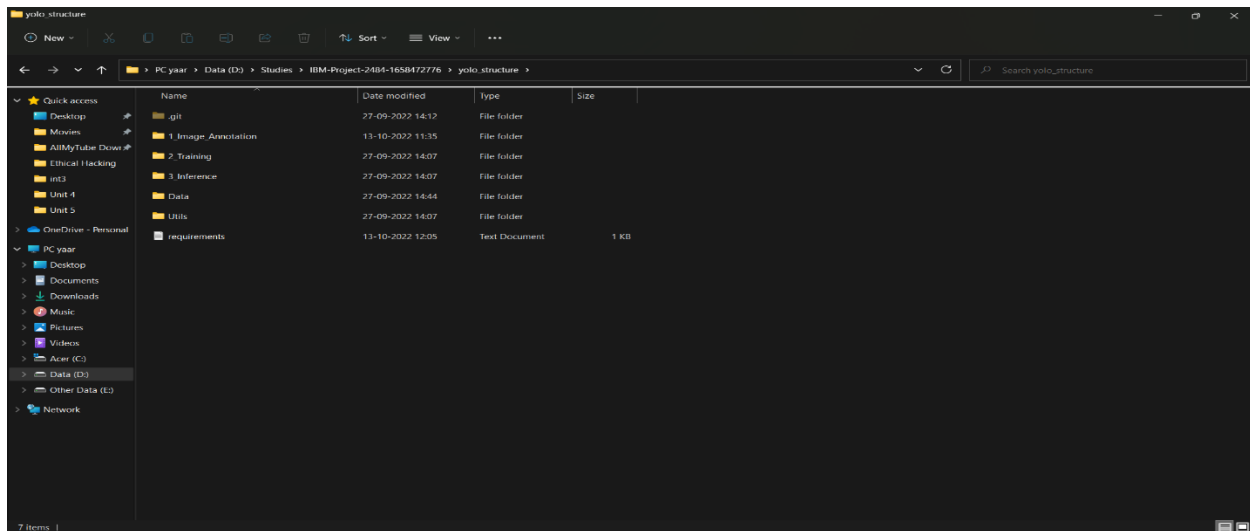 yolo_structure
New Sort View ...
> PC yaar > Data (D:) > Studies > IBM-Project-2484-1658472776 > yolo_structure >
Search yolo_structure
Quick access
Desktop
Movies
AllMyTube Down
Ethical Hacking
int3
Unit 4
Unit 5
OneDrive - Personal
PC yaar
Desktop
Documents
Downloads
Music
Pictures
Videos
Acer (C:)
Data (D:)
Other Data (E:)
Network
Name Date modified Type Size
.git 27-09-2022 14:12 File folder
1_Image_Annotation 13-10-2022 11:35 File folder
2_Training 27-09-2022 14:07 File folder
3_Inference 27-09-2022 14:07 File folder
Data 27-09-2022 14:44 File folder
Utils 27-09-2022 14:07 File folder
requirements 13-10-2022 12:05 Text Document 1 KB
7 items